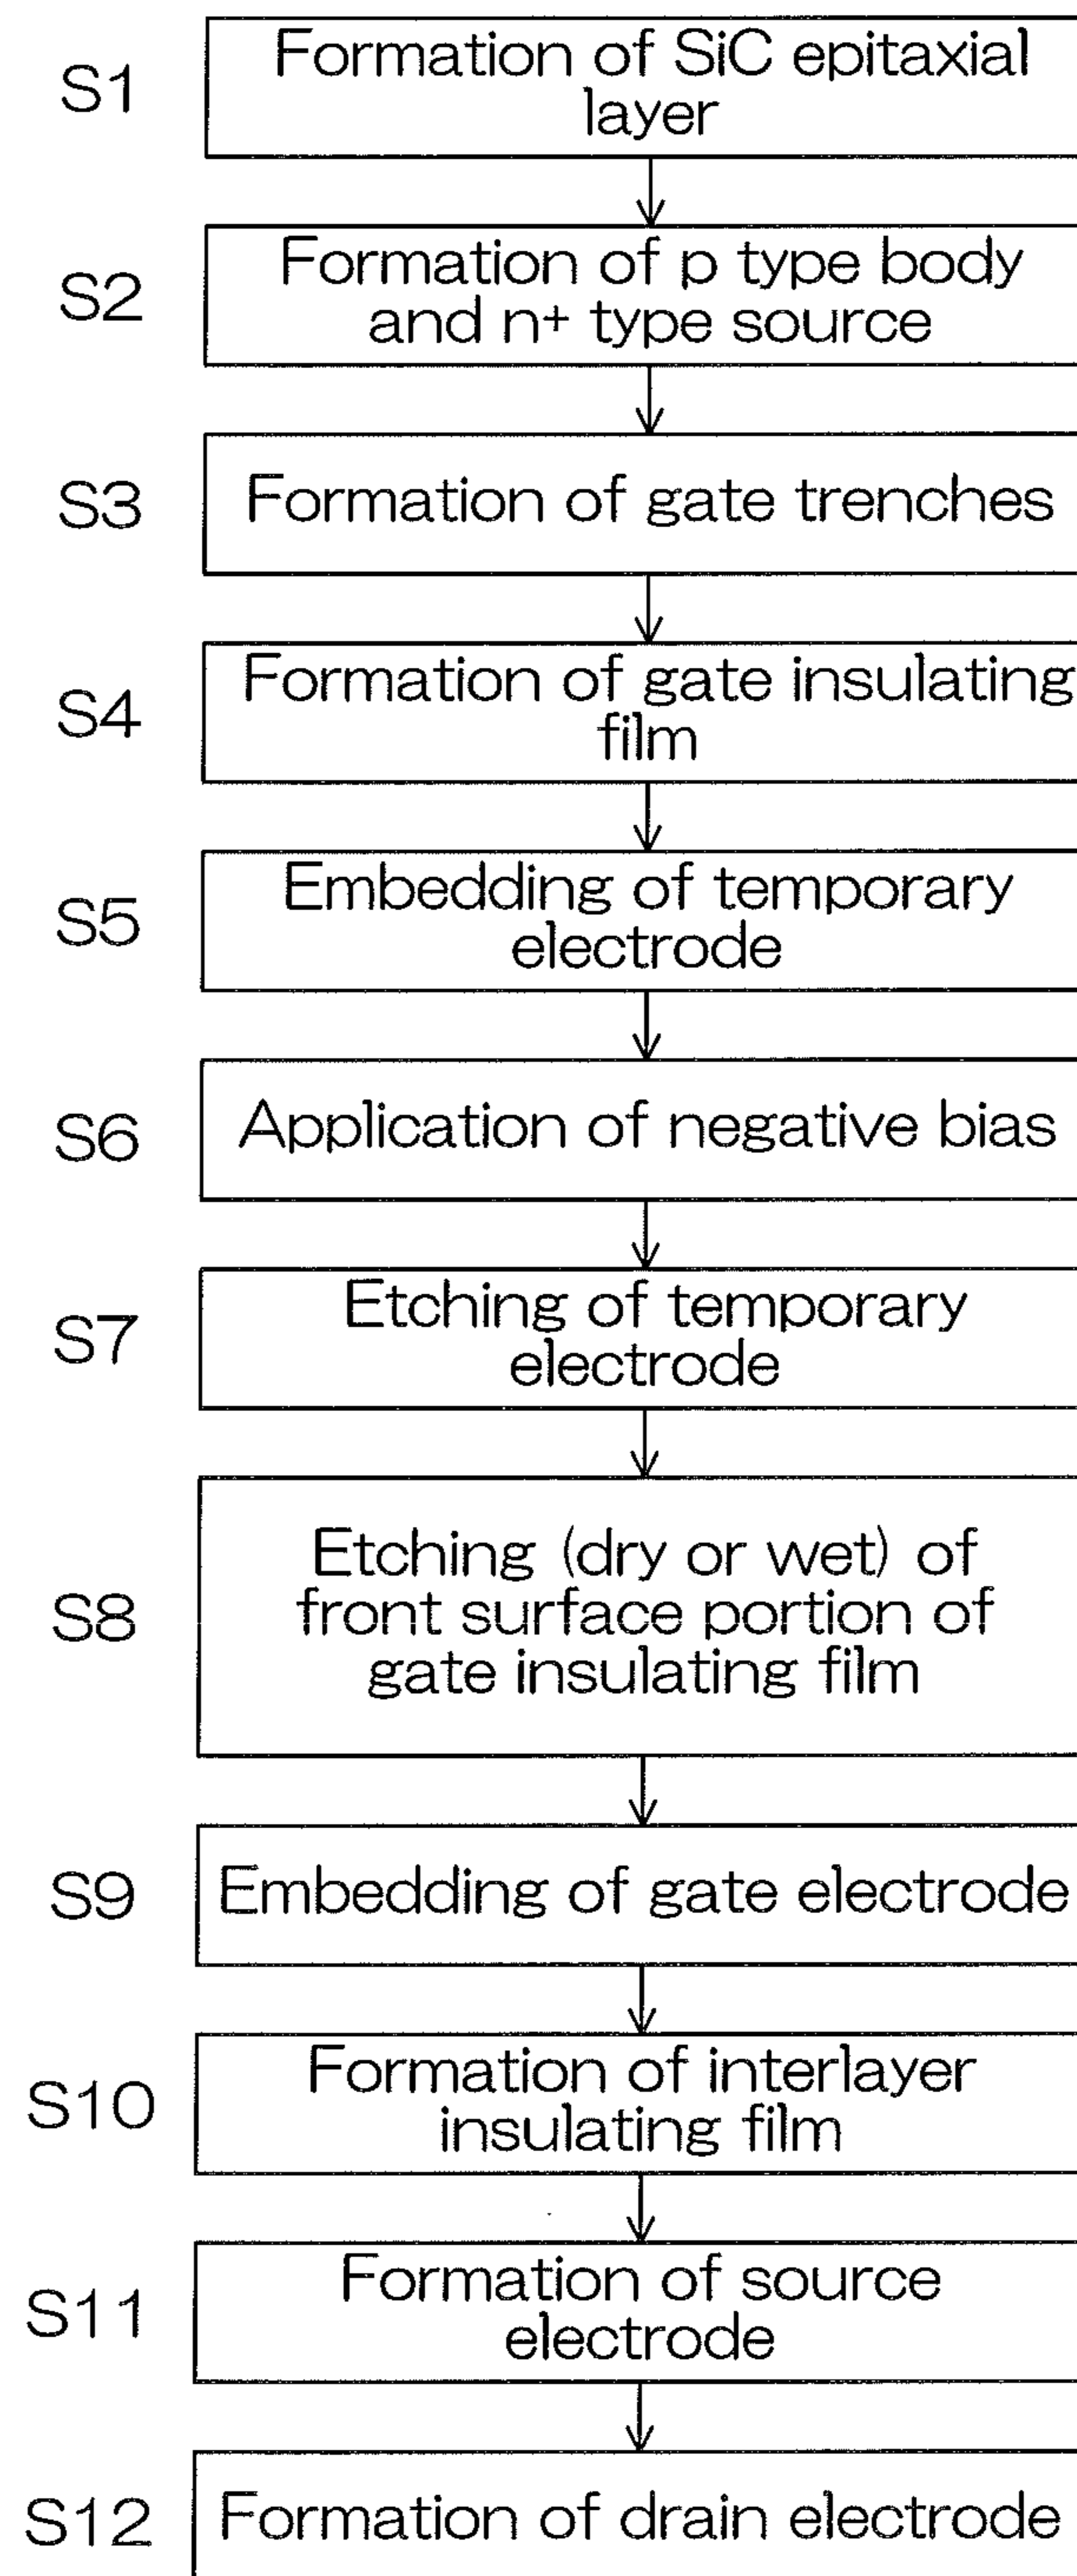 S1
Formation of SiC epitaxial
layer
S2
Formation of p type body
and n+ type source
S3
Formation of gate trenches
S4
Formation of gate insulating
film
S5
Embedding of temporary
electrode
S6
Application of negative bias
S7
Etching of temporary
electrode
S8
Etching (dry or wet) of
front surface portion of
gate insulating film
S9
Embedding of gate electrode
S10
Formation of interlayer
insulating film
S11
Formation of source
electrode
S12
Formation of drain electrode